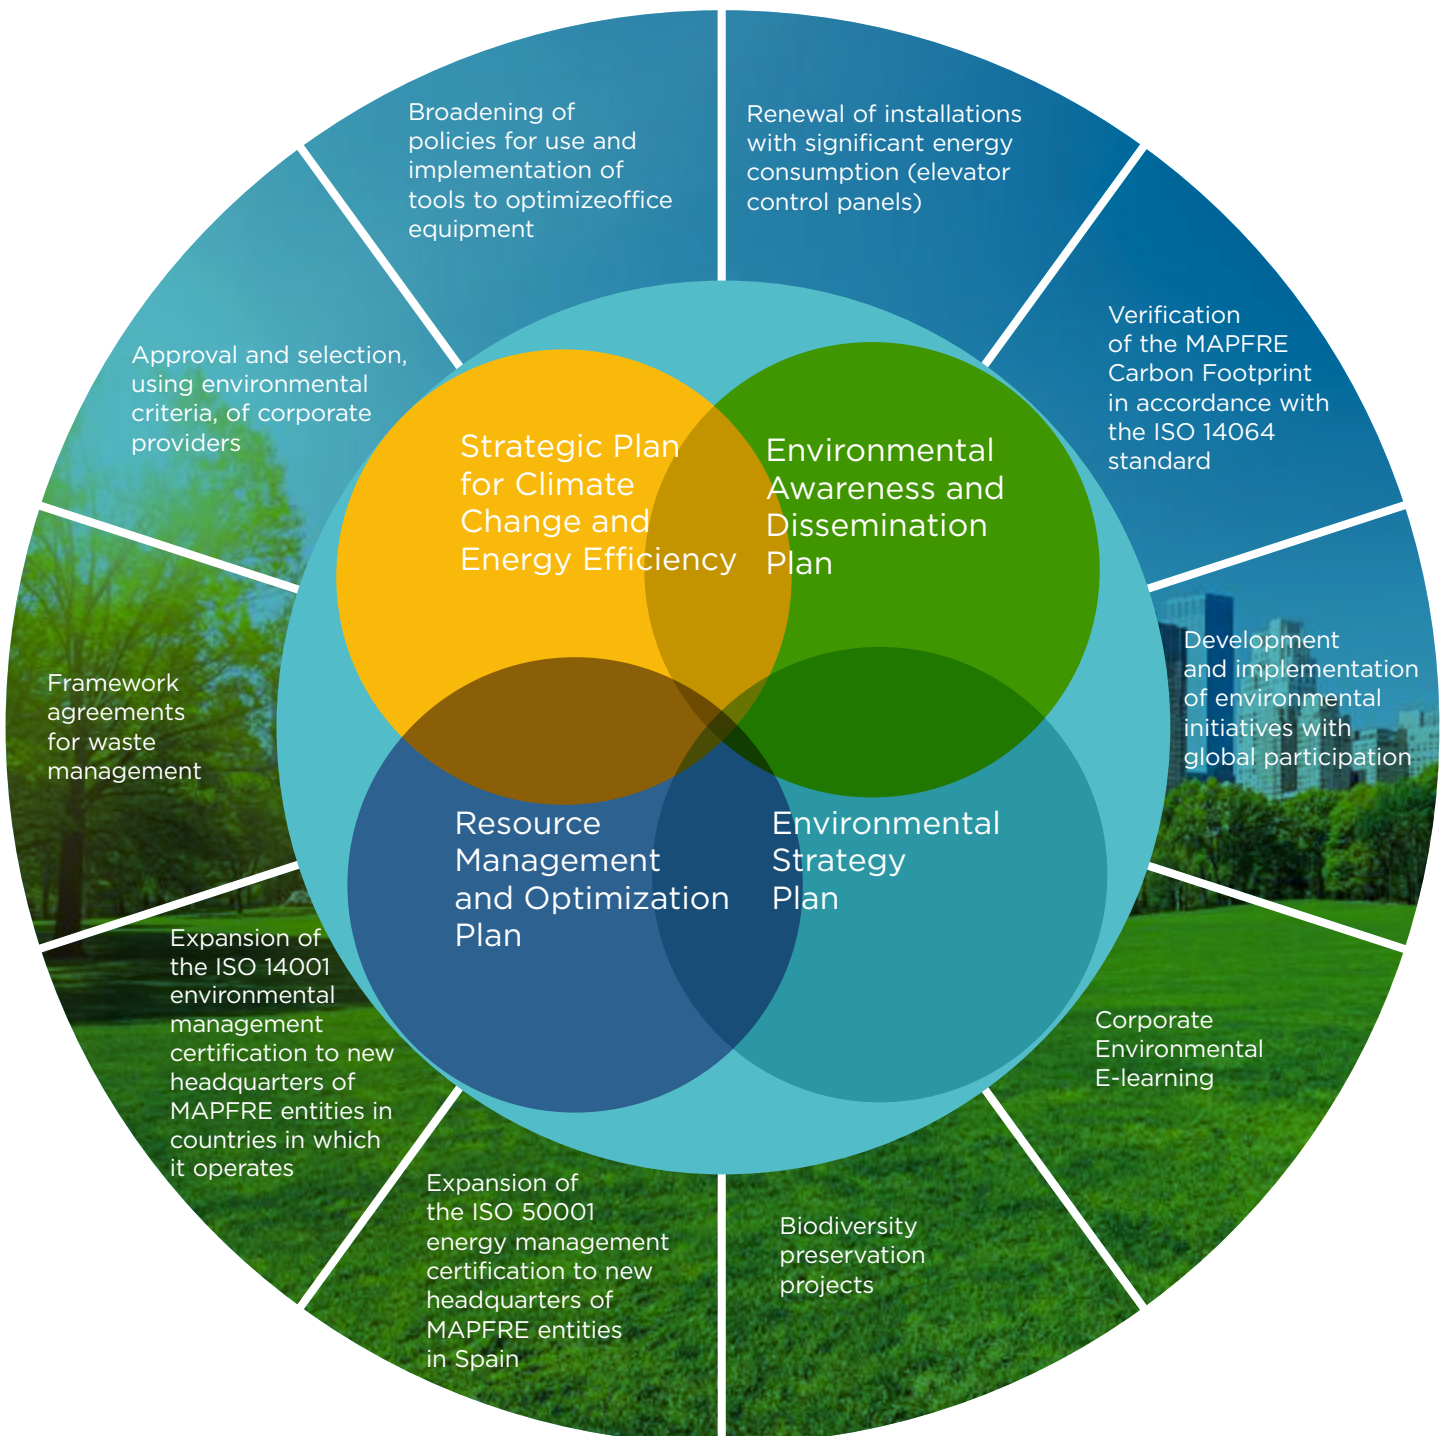 Broadening of
policies for use and
implementation of
tools to optimizeoffice
equipment
Renewal of installations
with significant energy
consumption (elevator
control panels)
Verification
of the MAPFRE
Carbon Footprint
in accordance with
the ISO 14064
standard
Development
and implementation
of environmental
initiatives with
global participation
Corporate
Environmental
E-learning
Biodiversity
preservation
projects
Expansion of
the ISO 50001
energy management
certification to new
headquarters of
MAPFRE entities
in Spain
Expansion of
the ISO 14001
environmental
management
certification to new
headquarters of
MAPFRE entities in
countries in which
it operates
Framework
agreements
for waste
management
Approval and selection,
using environmental
criteria, of corporate
providers
Strategic Plan
for Climate
Change and
Energy Efficiency
Environmental
Awareness and
Dissemination
Plan
Resource
Management
and Optimization
Plan
Environmental
Strategy
Plan